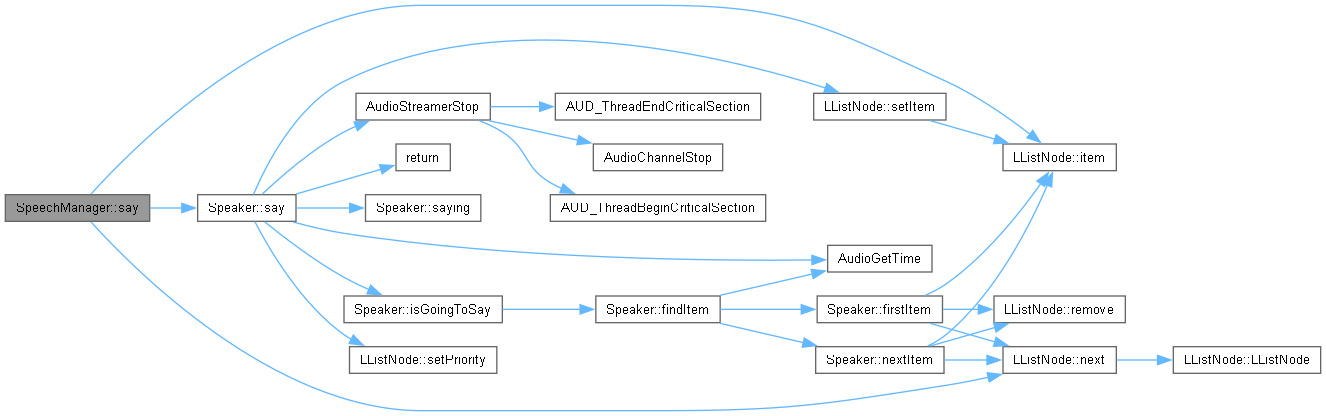 SpeechManager::say
Speaker::say
AudioStreamerStop
return
Speaker::saying
Speaker::isGoingToSay
LListNode::setPriority
AUD_ThreadEndCriticalSection
AudioChannelStop
AUD_ThreadBeginCriticalSection
Speaker::findItem
LListNode::setItem
AudioGetTime
Speaker::firstItem
Speaker::nextItem
LListNode::item
LListNode::remove
LListNode::next
LListNode::LListNode